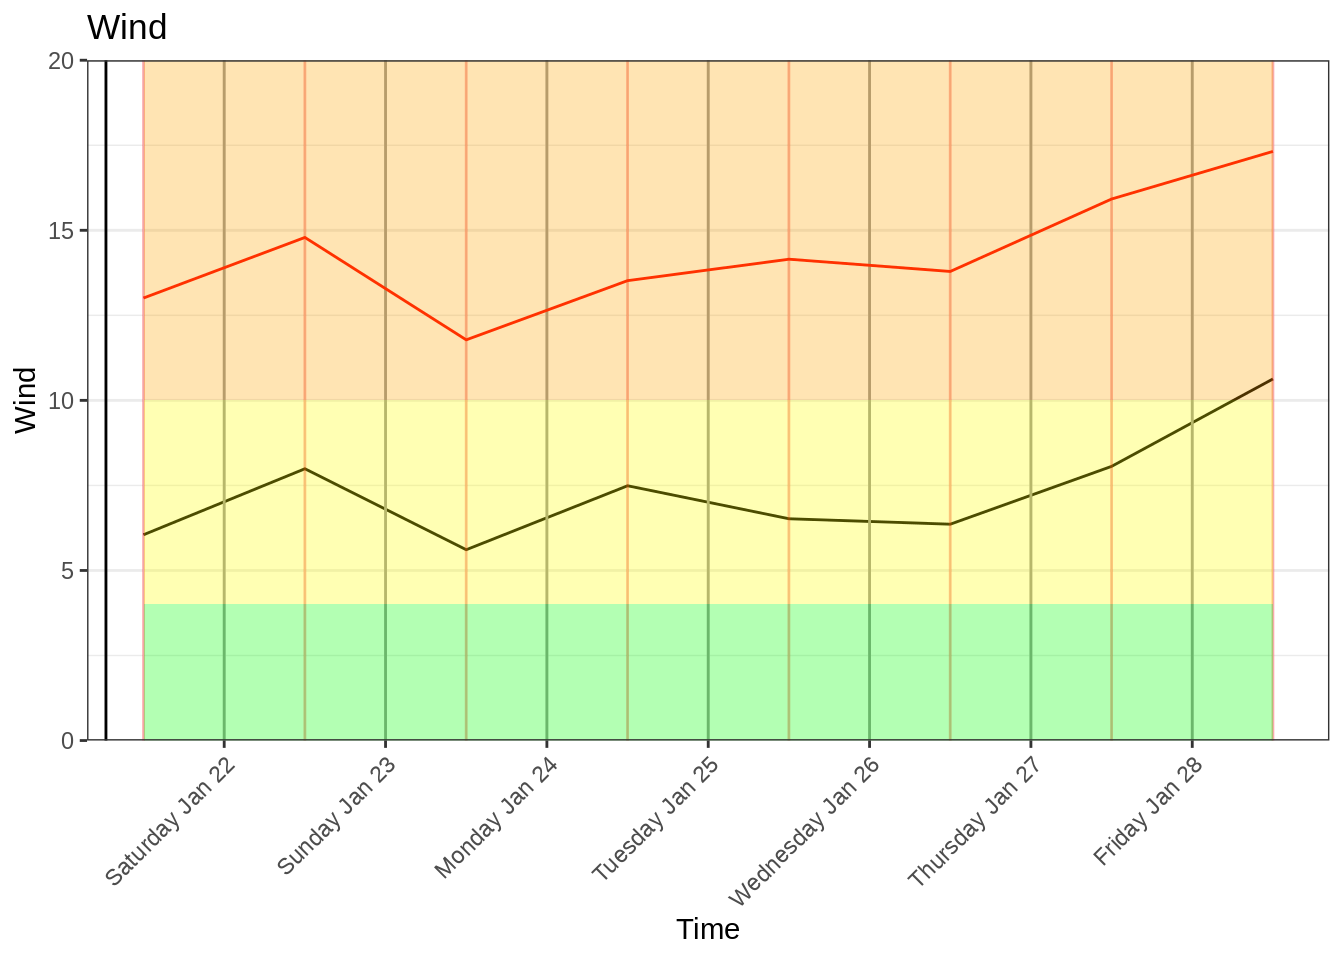 Wind
20
15
10
5
0
Wind
Saturday Jan 22
Sunday Jan 23
Monday Jan 24
Tuesday Jan 25
Wednesday Jan 26
Thursday Jan 27
Friday Jan 28
Time